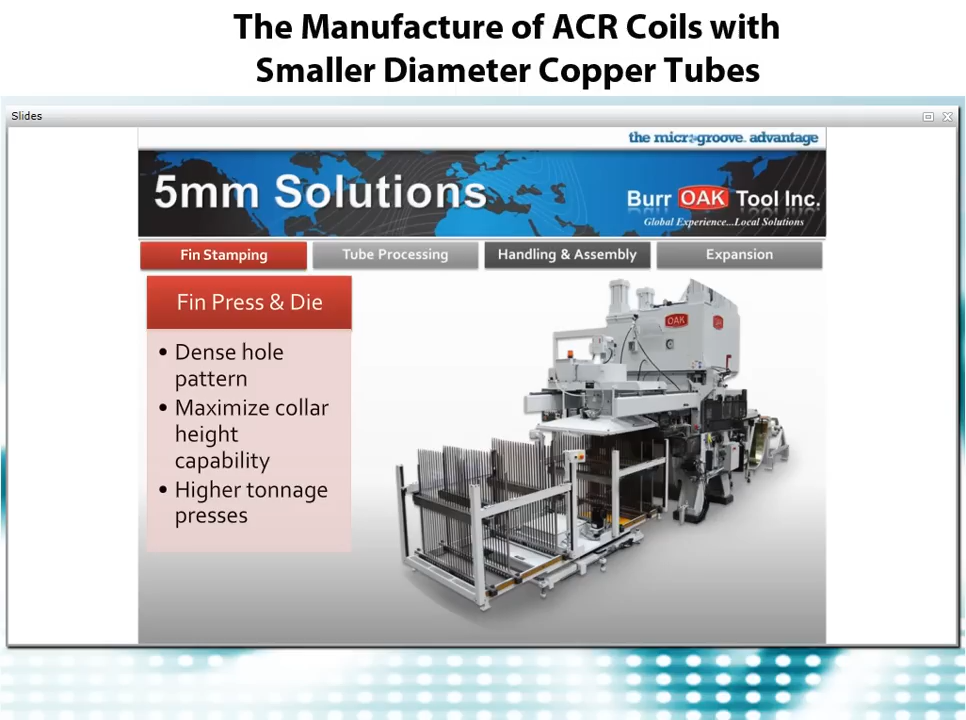 The Manufacture of ACR Coils with
Smaller Diameter Copper Tubes
Slides
the microgroove™ advantage
5mm Solutions
Burr OAK Tool Inc.
Global Experience...Local Solutions
Fin Stamping
Tube Processing
Handling & Assembly
Expansion
Fin Press & Die
• Dense hole
pattern
• Maximize collar
height
capability
• Higher tonnage
presses
OAK
OAK